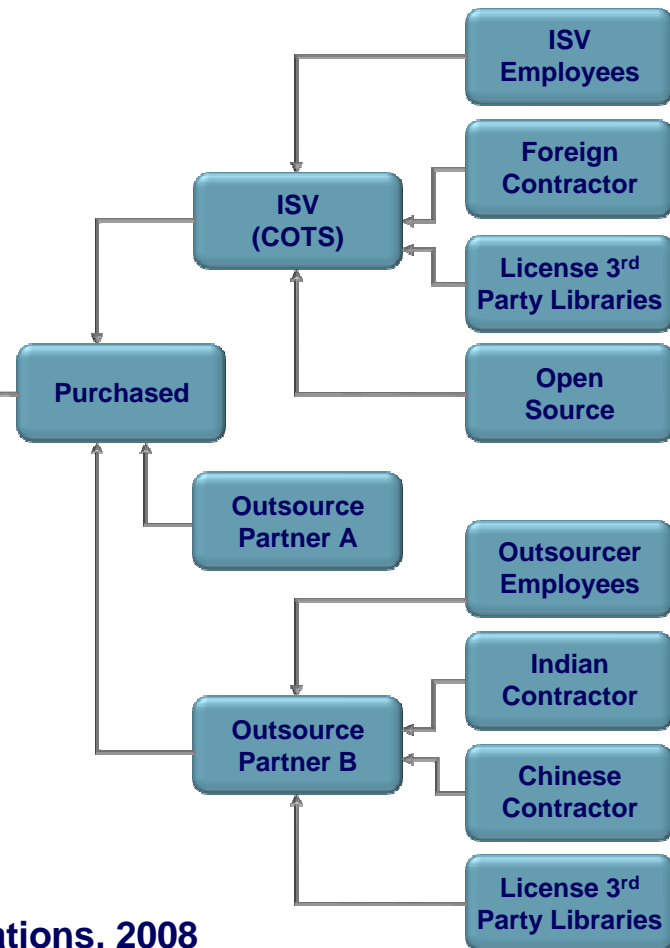 ISV
Employees
Foreign
Contractor
ISV
(COTS)
License 3rd
Party Libraries
Purchased
Open
Source
Outsource
Partner A
Outsourcer
Employees
Indian
Contractor
Outsource
Partner B
Chinese
Contractor
License 3rd
Party Libraries
ations. 2008